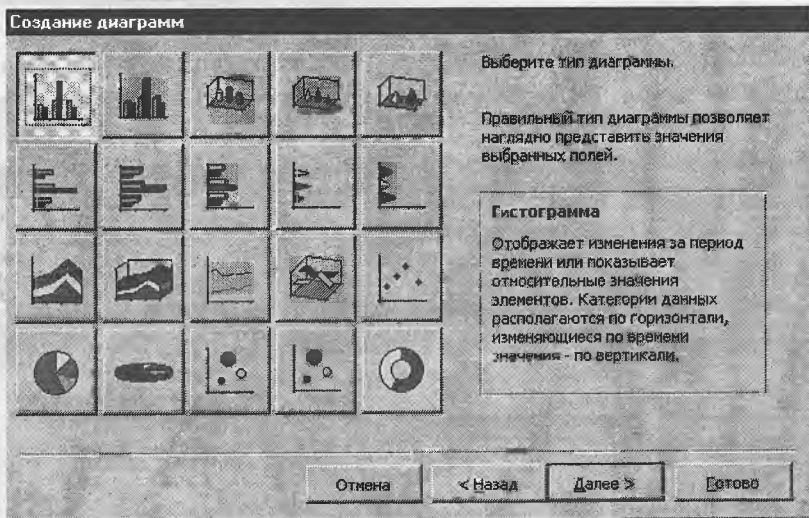 Создание диаграмм
Выберите тип диаграммы.
Правильный тип диаграммы позволяет
наглядно представить значения
выбранных полей.
Гистограмма
Отображает изменения за период
времени или показывает
относительные значения
элементов. Категории данных
располагаются по горизонтали,
изменяющиеся по времени
значения - по вертикали.
Отмена
< Назад
Далее >
Готово